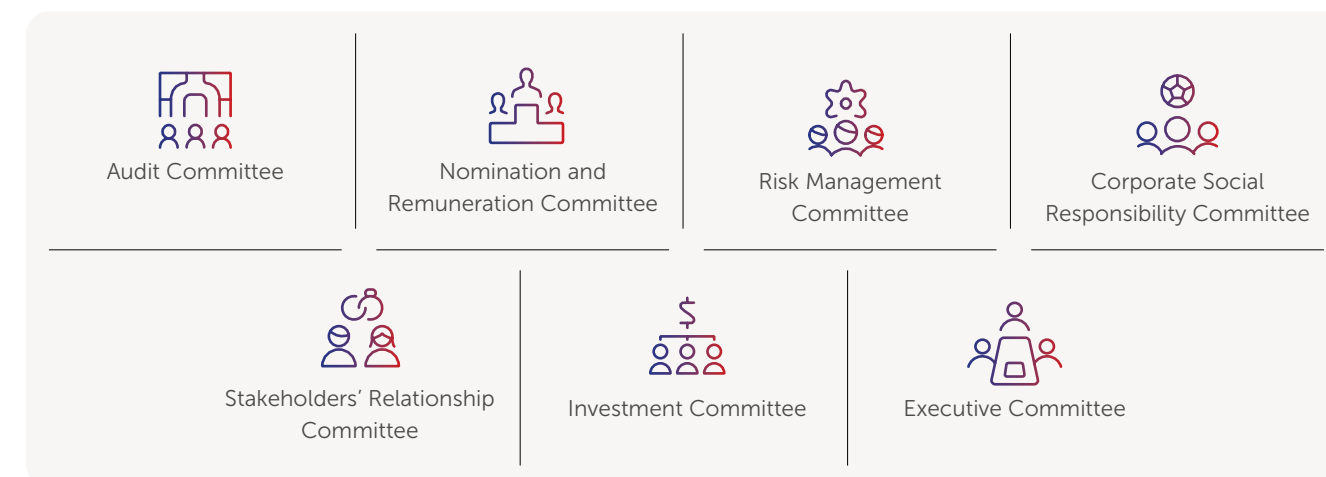 Audit Committee
Nomination and
Remuneration Committee
Risk Management
Committee
Corporate Social
Responsibility Committee
Stakeholders’ Relationship
Committee
Investment Committee
Executive Committee